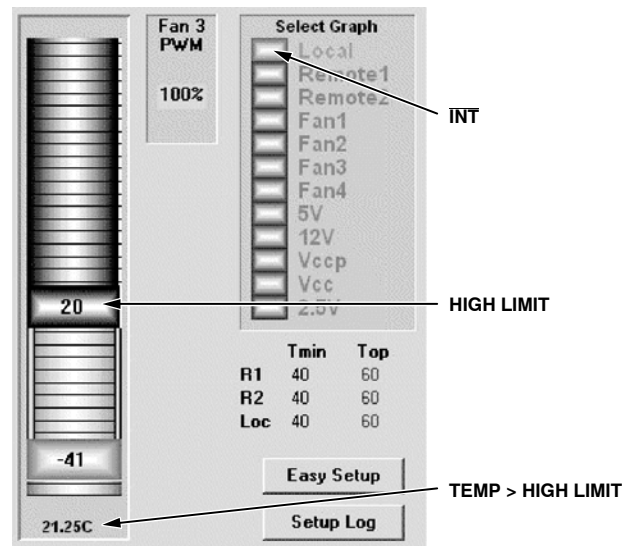 Fan 3
PWM
100%
Select Graph
Local
Remote1
Remote2
Fan1
Fan2
Fan3
Fan4
5V
12V
Vccp
Vcc
2.5V
INT
20
HIGH LIMIT
Tmin Top
R1 40 60
R2 40 60
Loc 40 60
-41
Easy Setup
TEMP > HIGH LIMIT
21.25C
Setup Log